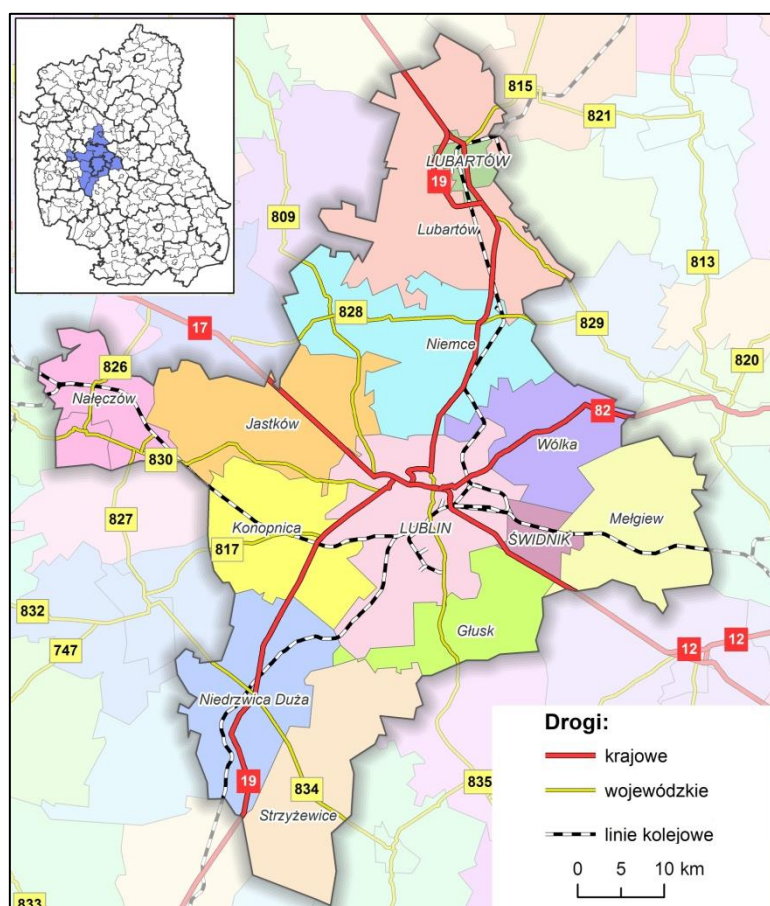 815
821
LUBARTÓW
19
809
Lubartów
813
828
17
829
Niemce
826
820
Nałęczów
82
Jastków
Wólka
830
827
Mełgiew
Konopnica
LUBLIN
ŚWIDNIK
817
832
Głusk
12
12
747
Niedrzwica Duża
Drogi:
krajowe
19
834
835
wojewódzkie
Strzyżewice
linie kolejowe
0 5 10 km
833